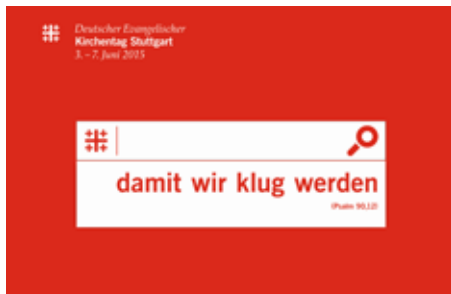 Deutscher Evangelischer
Kirchentag Stuttgart
3. – 7. Juni 2015
damit wir klug werden
(Psalm 90,12)